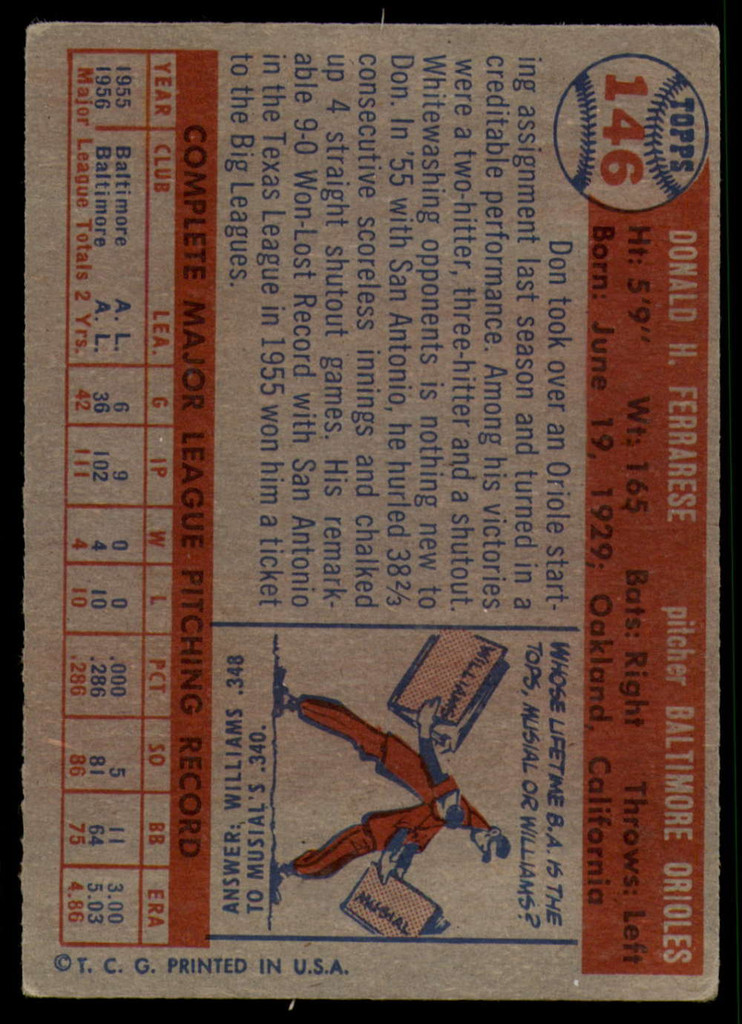 TOPPS
146
DONALD H. FERRARESE pitcher BALTIMORE ORIOLES
Ht: 5'9" Wt: 165 Bats: Right Throws: Left
Born: June 19, 1929; Oakland, California
Don took over an Oriole start-
ing assignment last season and turned in a
creditable performance. Among his victories
were a two-hitter, three-hitter and a shutout.
Whitewashing opponents is nothing new to
Don. In '55 with San Antonio, he hurled 38⅔
consecutive scoreless innings and chalked
up 4 straight shutout games. His remark-
able 9-0 Won-Lost Record with San Antonio
in the Texas League in 1955 won him a ticket
to the Big Leagues.
WHOSE LIFETIME B.A. IS THE
TOPS, MUSIAL OR WILLIAMS?
WILLIAMS
MUSIAL
ANSWER: WILLIAMS .348
TO MUSIAL'S .340.
COMPLETE MAJOR LEAGUE PITCHING RECORD
YEAR CLUB LEA. G IP W L PCT SO BB ERA
1955 Baltimore A. L. 6 9 0 0 .000 5 11 3.00
1956 Baltimore A. L. 36 102 4 10 .286 81 64 5.03
Major League Totals 2 Yrs. 42 111 4 10 .286 86 75 4.86
© T. C. G. PRINTED IN U.S.A.